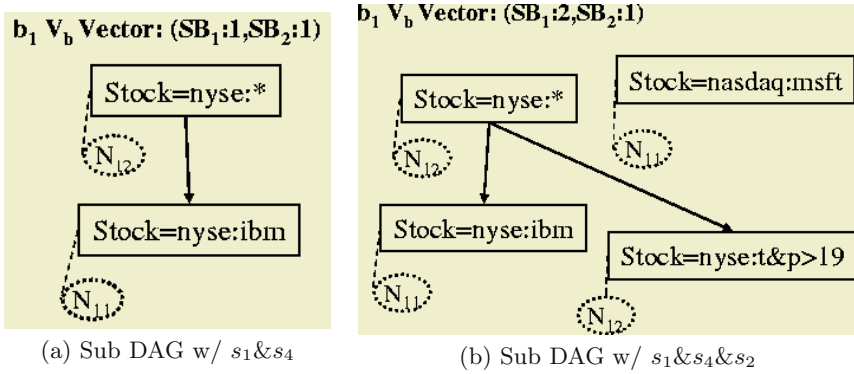 b₁ V_b Vector: (SB₁:1,SB₂:1)
Stock=nyse:*
N₁₂
Stock=nyse:ibm
N₁₁
(a) Sub DAG w/ s₁&s₄
b₁ V_b Vector: (SB₁:2,SB₂:1)
Stock=nyse:*
Stock=nasdaq:msft
N₁₂
N₁₁
Stock=nyse:ibm
Stock=nyse:t&p>19
N₁₁
N₁₂
(b) Sub DAG w/ s₁&s₄&s₂